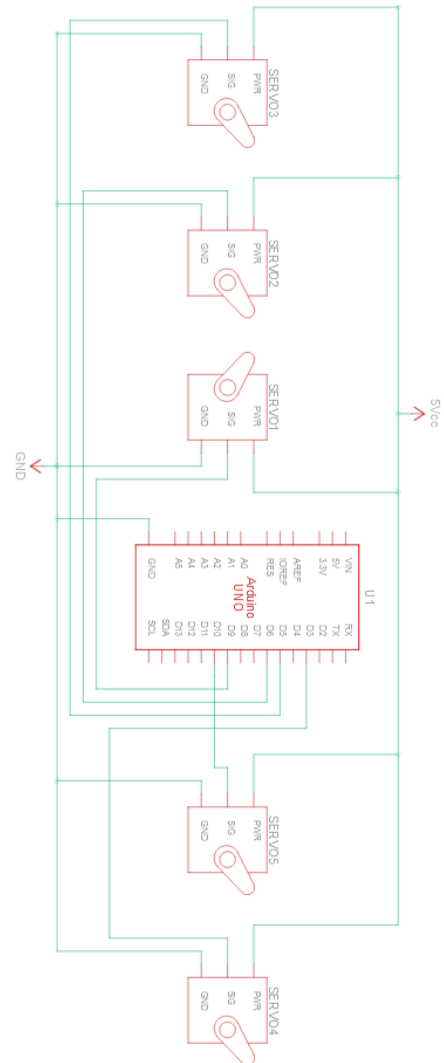 SERVO3
GND
SIG
PWR
SERVO2
GND
SIG
PWR
SERVO1
GND
SIG
PWR
5Vcc
GND
U1
Arduino
UNO
GND
A5
A4
A3
A2
A1
A0
RES
IOREF
AREF
3.3V
5V
VIN
SCL
SDA
D13
D12
D11
D10
D9
D8
D7
D6
D5
D4
D3
D2
TX
RX
SERVO5
GND
SIG
PWR
SERVO4
GND
SIG
PWR